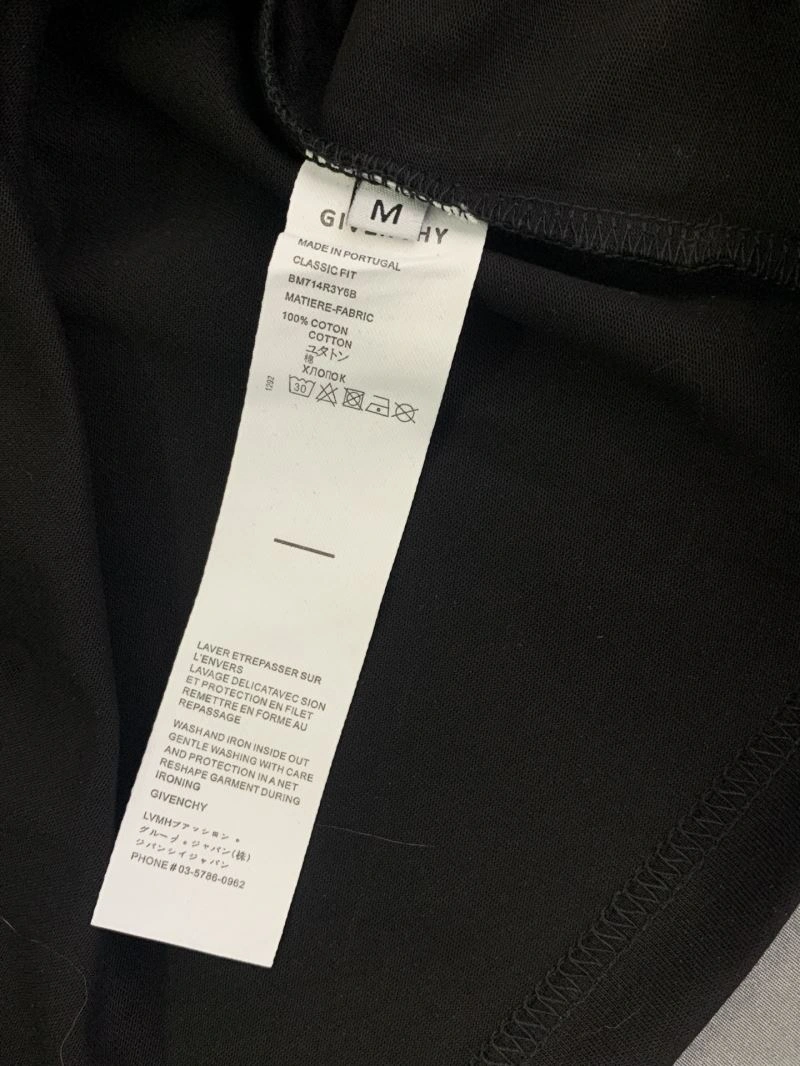 M
GIVENCHY
MADE IN PORTUGAL
CLASSIC FIT
BM714R3Y6B
MATIERE-FABRIC
100% COTON
COTTON
ユタトン
棉
ХЛОПОК
1292
30
LAVER ETREPASSER SUR
L'ENVERS
LAVAGE DELICATAVEC SION
ET PROTECTION EN FILET
REMETTRE EN FORME AU
REPASSAGE
WASH AND IRON INSIDE OUT
GENTLE WASHING WITH CARE
AND PROTECTION IN A NET
RESHAPE GARMENT DURING
IRONING
GIVENCHY
LVMHファッション。
グループ。ジャパン(株)
ジバンシイジャパン
PHONE # 03-5786-0962